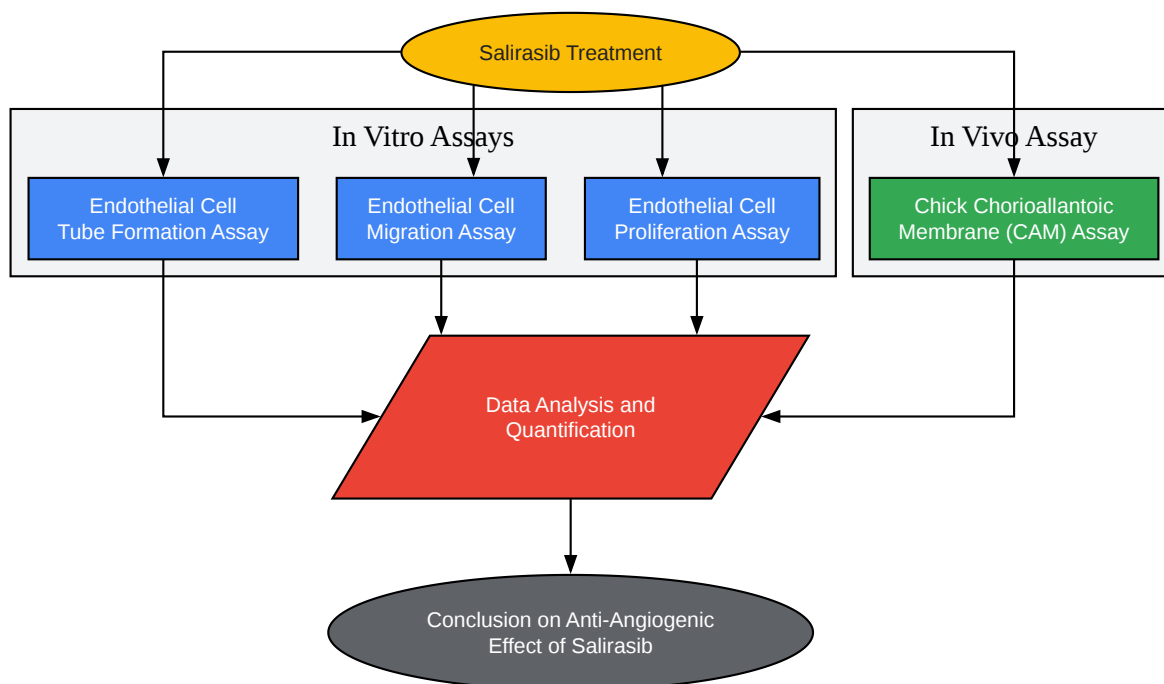 Salirasib Treatment
In Vitro Assays
In Vivo Assay
Endothelial Cell
Tube Formation Assay
Endothelial Cell
Migration Assay
Endothelial Cell
Proliferation Assay
Chick Chorioallantoic
Membrane (CAM) Assay
Data Analysis and
Quantification
Conclusion on Anti-Angiogenic
Effect of Salirasib